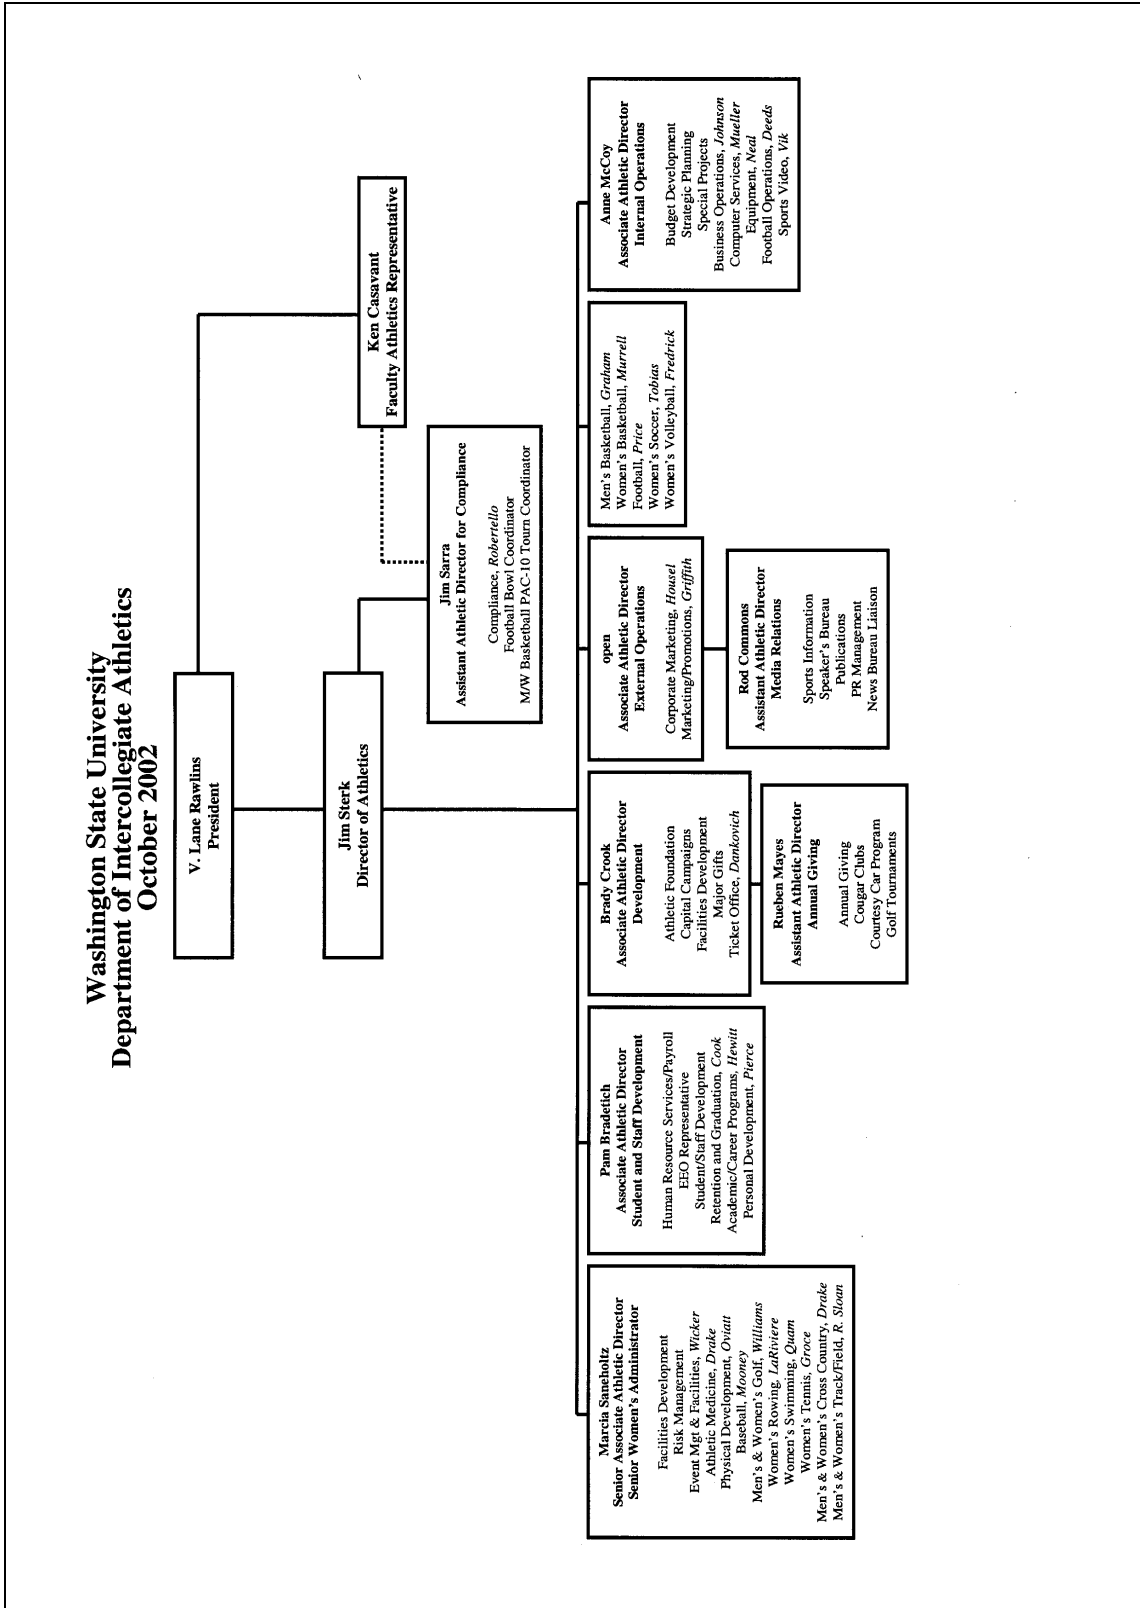 Washington State University
Department of Intercollegiate Athletics
October 2002
V. Lane Rawlins
President
Jim Sterk
Director of Athletics
Ken Casavant
Faculty Athletics Representative
Jim Sarra
Assistant Athletic Director for Compliance
Compliance, Robertello
Football Bowl Coordinator
M/W Basketball PAC-10 Tourn Coordinator
Marcia Saneholtz
Senior Associate Athletic Director
Senior Women's Administrator
Facilities Development
Risk Management
Event Mgt & Facilities, Wicker
Athletic Medicine, Drake
Physical Development, Oviatt
Baseball, Mooney
Men's & Women's Golf, Williams
Women's Rowing, LaRiviere
Women's Swimming, Quam
Women's Tennis, Groce
Men's & Women's Cross Country, Drake
Men's & Women's Track/Field, R. Sloan
Pam Bradetich
Associate Athletic Director
Student and Staff Development
Human Resource Services/Payroll
EEO Representative
Student/Staff Development
Retention and Graduation, Cook
Academic/Career Programs, Hewitt
Personal Development, Pierce
Brady Crook
Associate Athletic Director
Development
Athletic Foundation
Capital Campaigns
Facilities Development
Major Gifts
Ticket Office, Dankovich
Rueben Mayes
Assistant Athletic Director
Annual Giving
Annual Giving
Cougar Clubs
Courtesy Car Program
Golf Tournaments
open
Associate Athletic Director
External Operations
Corporate Marketing, Housel
Marketing/Promotions, Griffith
Rod Commons
Assistant Athletic Director
Media Relations
Sports Information
Speaker's Bureau
Publications
PR Management
News Bureau Liaison
Men's Basketball, Graham
Women's Basketball, Murrell
Football, Price
Women's Soccer, Tobias
Women's Volleyball, Fredrick
Anne McCoy
Associate Athletic Director
Internal Operations
Budget Development
Strategic Planning
Special Projects
Business Operations, Johnson
Computer Services, Mueller
Equipment, Neal
Football Operations, Deeds
Sports Video, Vik